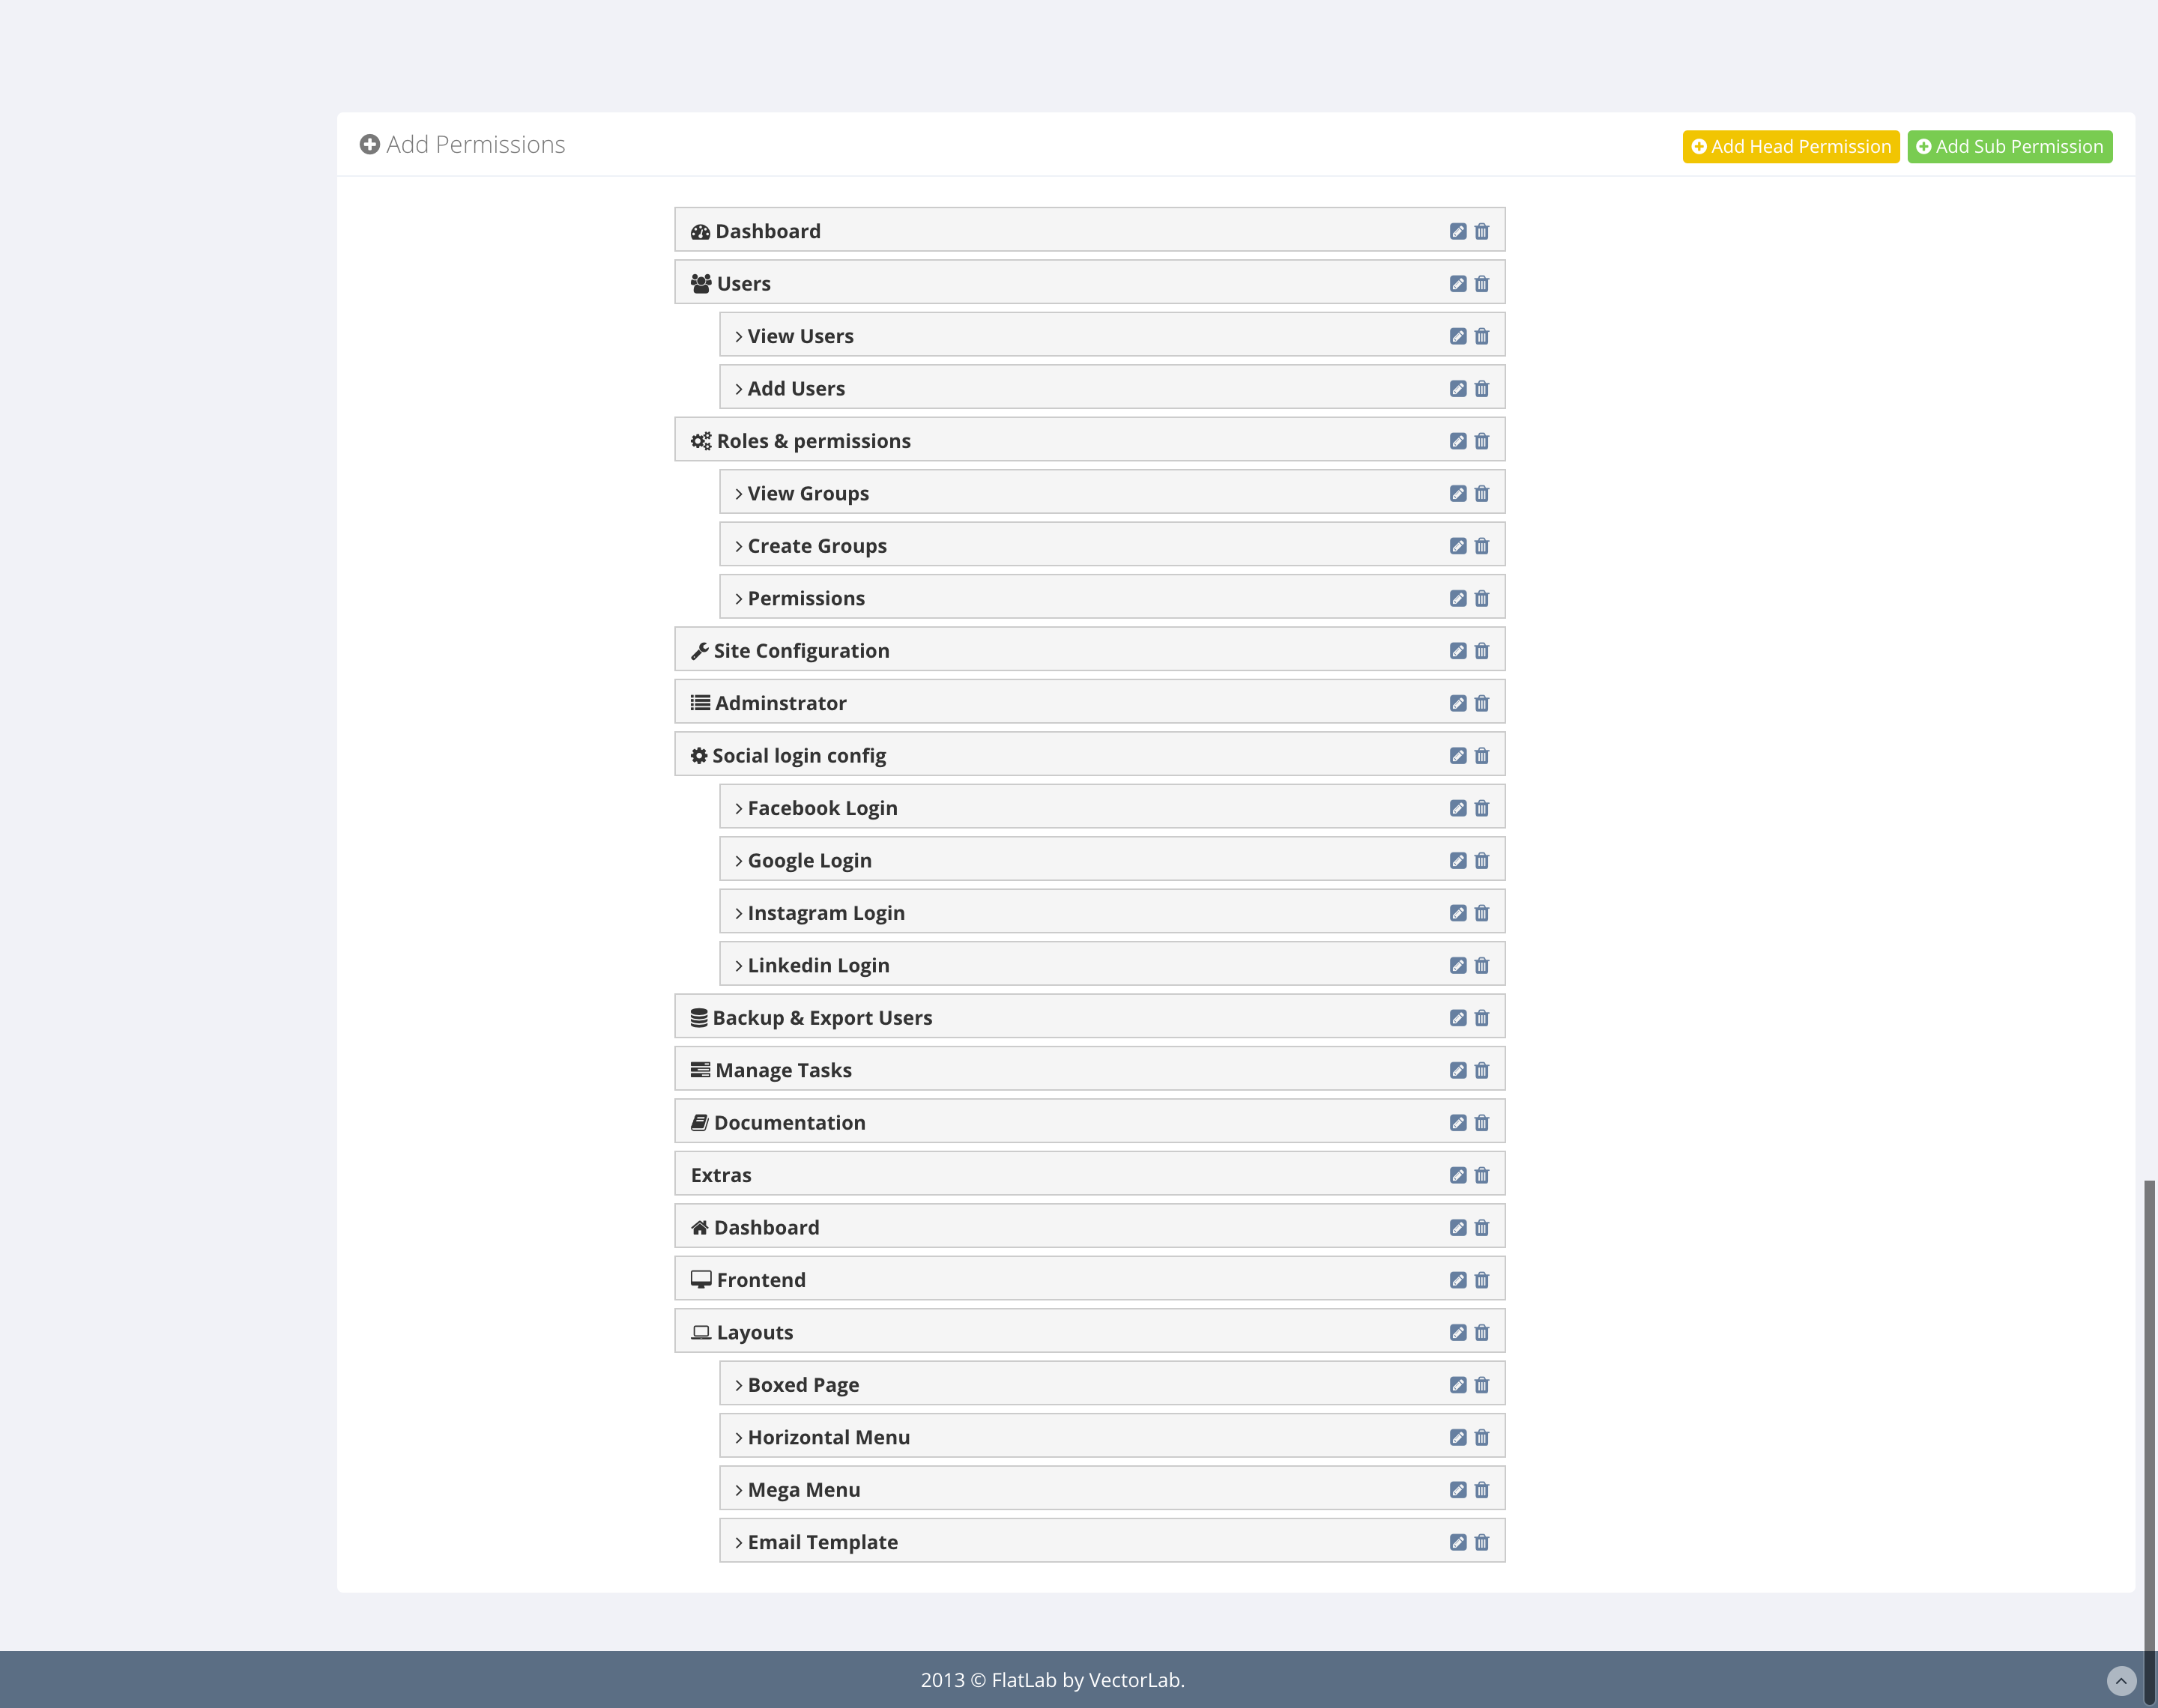 Add Permissions
Add Head Permission
Add Sub Permission
Dashboard
Users
View Users
Add Users
Roles & permissions
View Groups
Create Groups
Permissions
Site Configuration
Adminstrator
Social login config
Facebook Login
Google Login
Instagram Login
Linkedin Login
Backup & Export Users
Manage Tasks
Documentation
Extras
Dashboard
Frontend
Layouts
Boxed Page
Horizontal Menu
Mega Menu
Email Template
2013 © FlatLab by VectorLab.